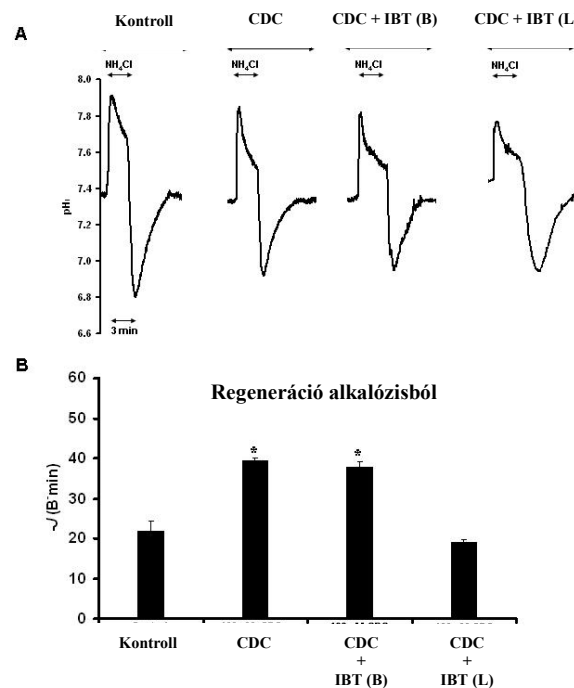 A
Kontroll
CDC
CDC + IBT (B)
CDC + IBT (L
NH₄Cl
NH₄Cl
NH₄Cl
NH₄Cl
8.0
7.8
7.6
7.4
7.2
7.0
6.8
6.6
pHi
3 min
B
Regeneráció alkalózisból
60
50
40
30
20
10
0
-J (B·min)
*
*
Kontroll
CDC
CDC
+
IBT (B)
CDC
+
IBT (L)